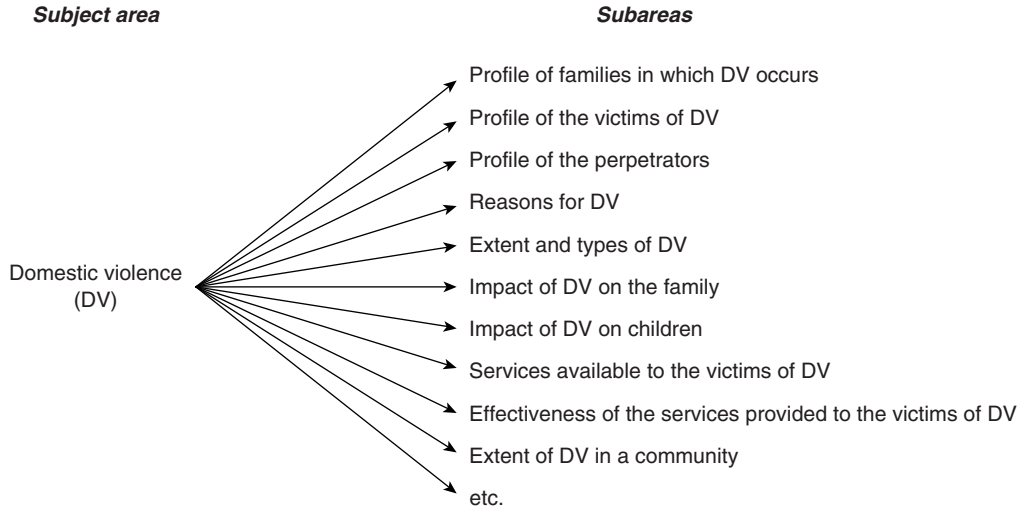 Subject area
Subareas
Profile of families in which DV occurs
Profile of the victims of DV
Profile of the perpetrators
Reasons for DV
Extent and types of DV
Domestic violence
(DV)
Impact of DV on the family
Impact of DV on children
Services available to the victims of DV
Effectiveness of the services provided to the victims of DV
Extent of DV in a community
etc.